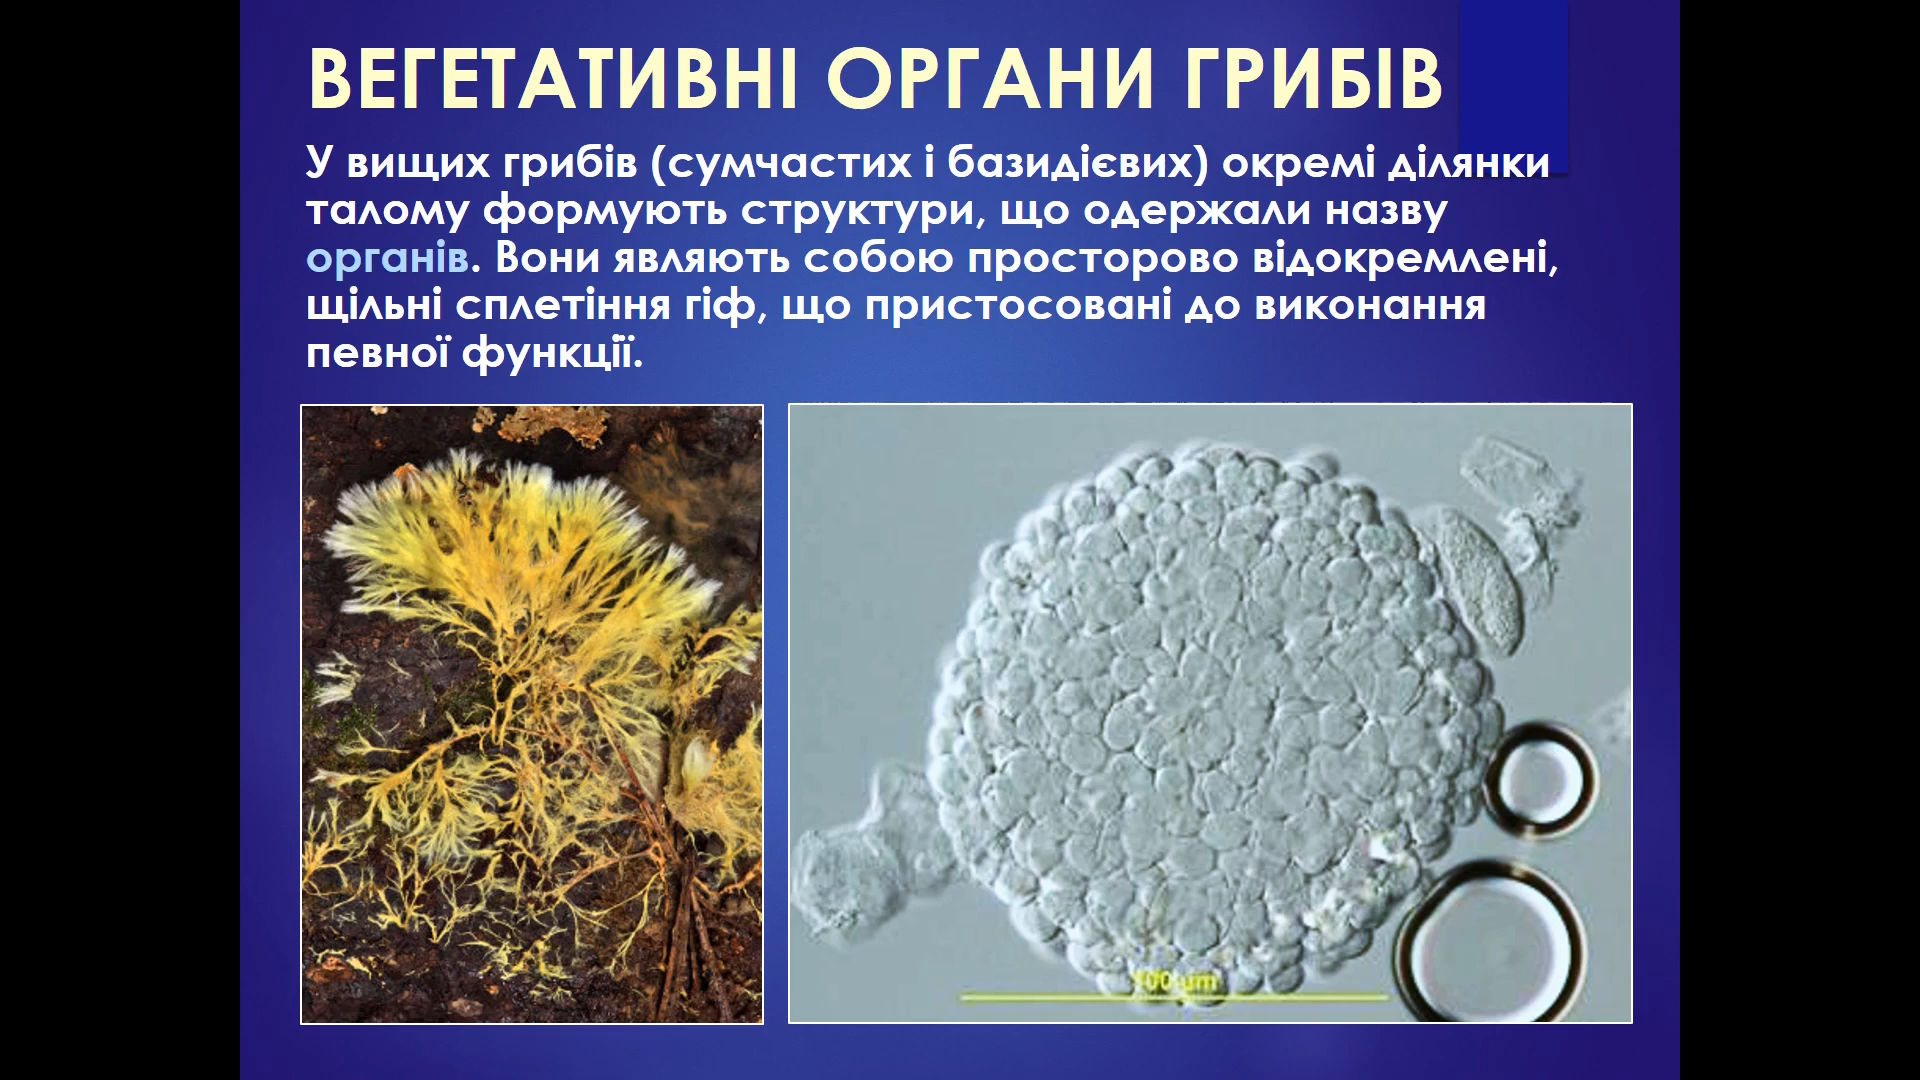 ВЕГЕТАТИВНІ ОРГАНИ ГРИБІВ
У вищих грибів (сумчастих і базидієвих) окремі ділянки
талому формують структури, що одержали назву
органів. Вони являють собою просторово відокремлені,
щільні сплетіння гіф, що пристосовані до виконання
певної функції.
100 um